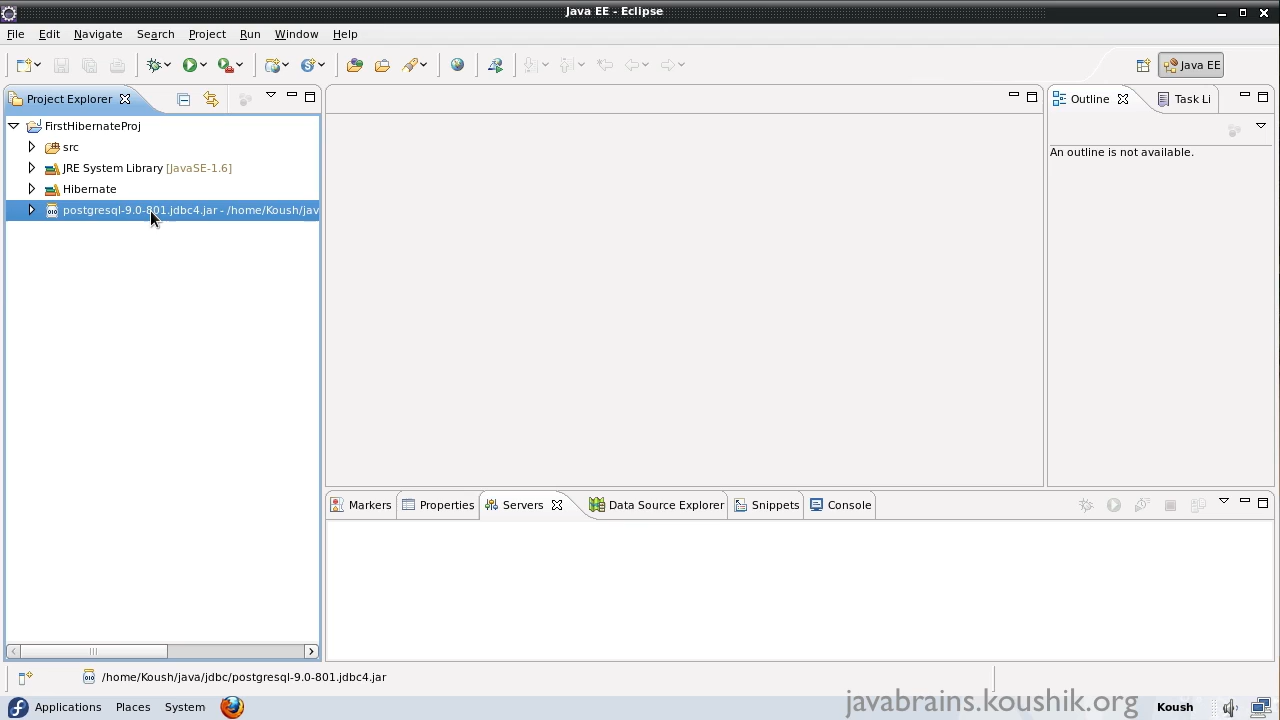 Java EE - Eclipse
File Edit Navigate Search Project Run Window Help
Java EE
Project Explorer
Outline
Task Li
FirstHibernateProj
src
JRE System Library [JavaSE-1.6]
Hibernate
postgresql-9.0-801.jdbc4.jar - /home/Koush/jav
An outline is not available.
Markers Properties Servers Data Source Explorer Snippets Console
/home/Koush/java/jdbc/postgresql-9.0-801.jdbc4.jar
Applications Places System
javabrains.koushik.org
Koush